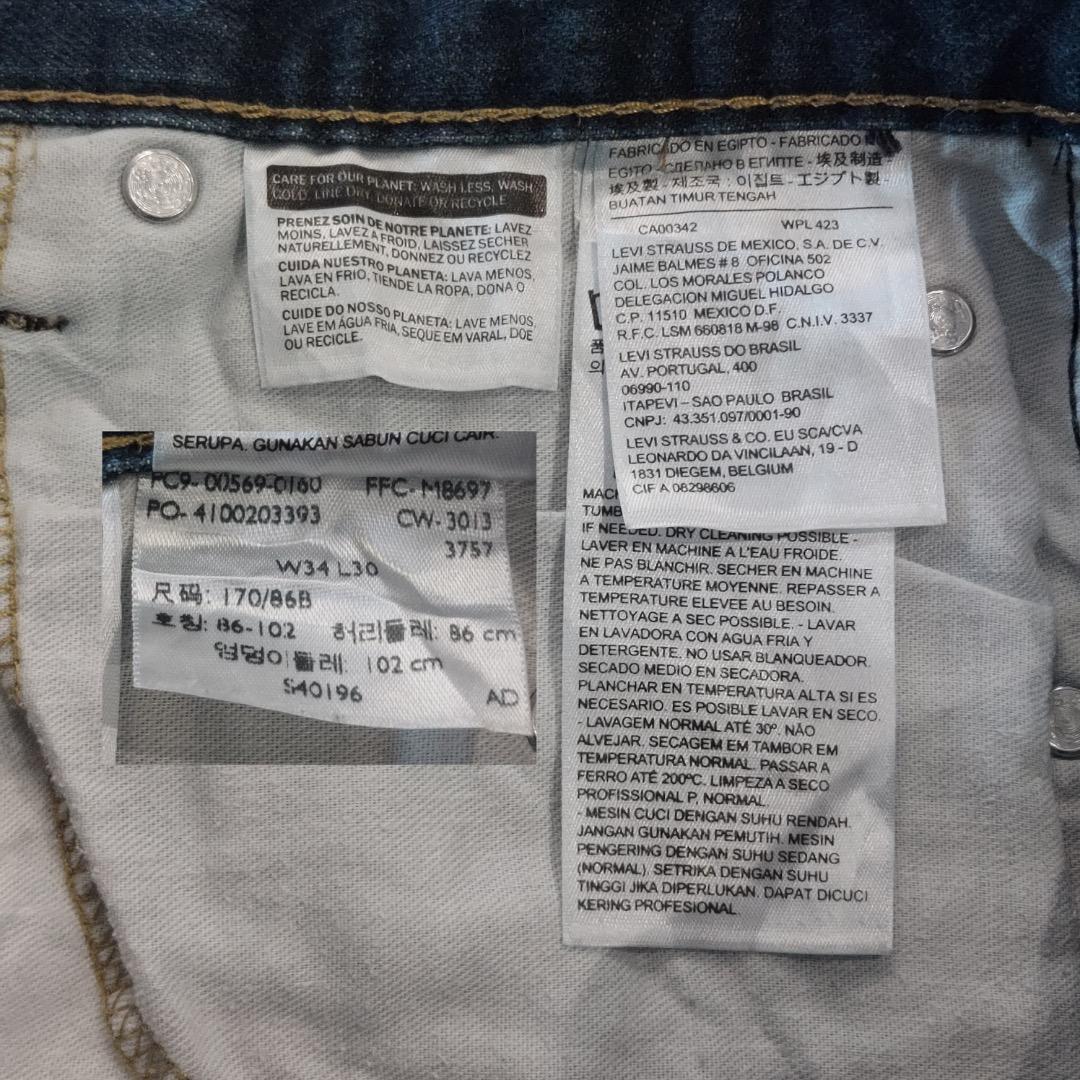 CARE FOR OUR PLANET: WASH LESS, WASH
COLD, LINE DRY, DONATE OR RECYCLE
PRENEZ SOIN DE NOTRE PLANETE: LAVEZ
MOINS, LAVEZ A FROID, LAISSEZ SECHER
NATURELLEMENT, DONNEZ OU RECYCLEZ
CUIDA NUESTRO PLANETA: LAVA MENOS,
LAVA EN FRIO, TIENDE LA ROPA, DONA O
RECICLA.
CUIDE DO NOSSO PLANETA: LAVE MENOS,
LAVE EM ÁGUA FRIA, SEQUE EM VARAL, DOE
OU RECICLE.
FABRICADO EN EGIPTO - FABRICADO
EGITO - СДЕЛАНО В ЕГИПТЕ - 埃及制造 -
埃及製 - 제조국 : 이집트 - エジプト製 -
BUATAN TIMUR TENGAH
CA00342 WPL 423
LEVI STRAUSS DE MEXICO, S.A. DE C.V.
JAIME BALMES # 8 OFICINA 502
COL. LOS MORALES POLANCO
DELEGACION MIGUEL HIDALGO
C.P. 11510 MEXICO D.F.
R.F.C. LSM 660818 M-98 C.N.I.V. 3337
LEVI STRAUSS DO BRASIL
AV. PORTUGAL, 400
06990-110
ITAPEVI – SAO PAULO BRASIL
CNPJ: 43.351.097/0001-90
LEVI STRAUSS & CO. EU SCA/CVA
LEONARDO DA VINCILAAN, 19 - D
1831 DIEGEM, BELGIUM
CIF A 08298606
SERUPA. GUNAKAN SABUN CUCI CAIR.
PC9- 00569-0160 FFC- M8697
PO- 4100203393 CW- 3013
3757
W34 L30
尺码: 170/86B
호칭: 86-102 허리둘레: 86 cm
엉덩이둘레: 102 cm
S40196 AD
IF NEEDED. DRY CLEANING POSSIBLE -
LAVER EN MACHINE A L'EAU FROIDE.
NE PAS BLANCHIR. SECHER EN MACHINE
A TEMPERATURE MOYENNE. REPASSER A
TEMPERATURE ELEVEE AU BESOIN.
NETTOYAGE A SEC POSSIBLE. - LAVAR
EN LAVADORA CON AGUA FRIA Y
DETERGENTE. NO USAR BLANQUEADOR.
SECADO MEDIO EN SECADORA.
PLANCHAR EN TEMPERATURA ALTA SI ES
NECESARIO. ES POSIBLE LAVAR EN SECO.
- LAVAGEM NORMAL ATÉ 30º. NÃO
ALVEJAR. SECAGEM EM TAMBOR EM
TEMPERATURA NORMAL. PASSAR A
FERRO ATÉ 200ºC. LIMPEZA A SECO
PROFISSIONAL P, NORMAL.
- MESIN CUCI DENGAN SUHU RENDAH.
JANGAN GUNAKAN PEMUTIH. MESIN
PENGERING DENGAN SUHU SEDANG
(NORMAL). SETRIKA DENGAN SUHU
TINGGI JIKA DIPERLUKAN. DAPAT DICUCI
KERING PROFESIONAL.